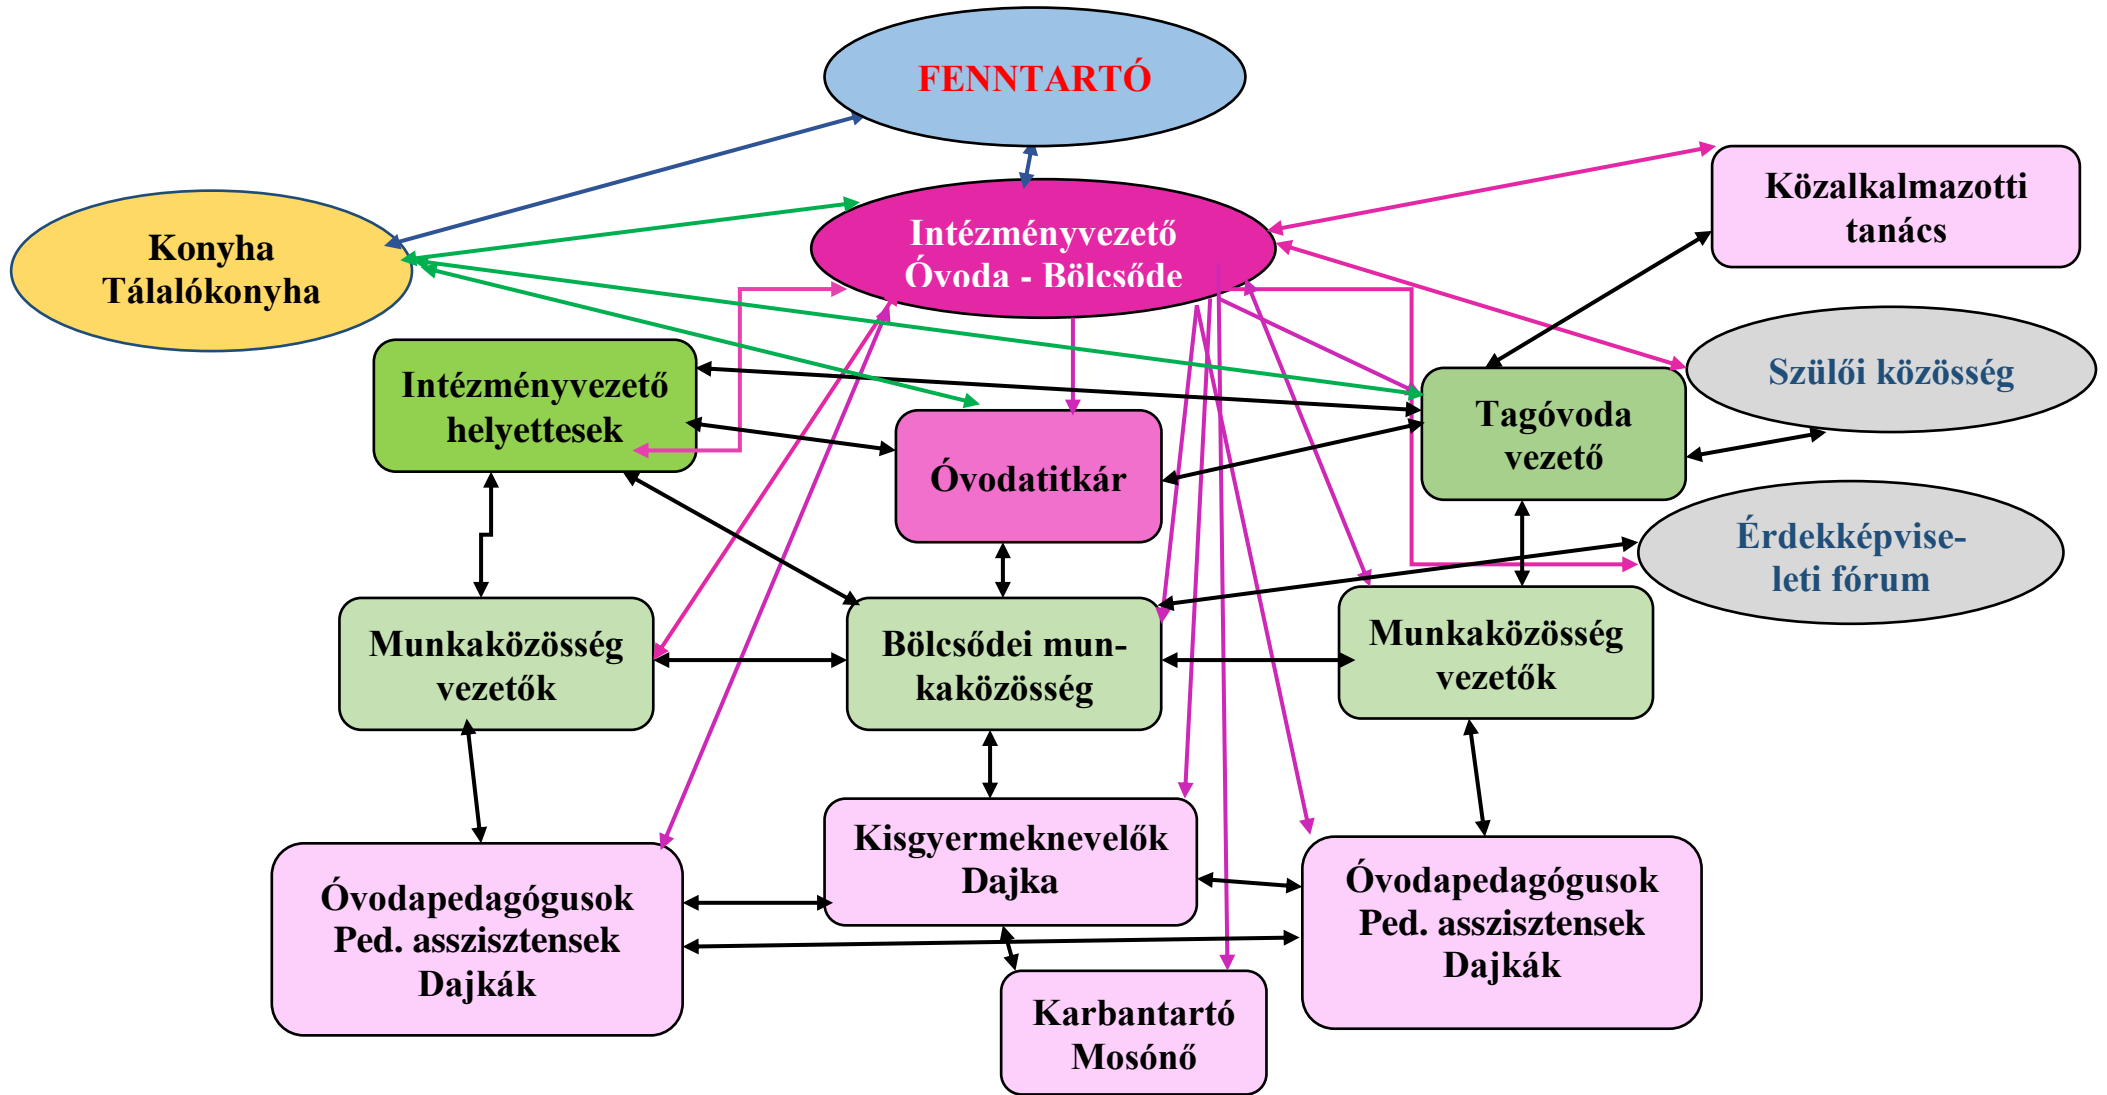 FENNTARTÓ
Közalkalmazotti
tanács
Konyha
Tálalókonyha
Intézményvezető
Óvoda - Bölcsőde
Szülői közösség
Intézményvezető
helyettesek
Tagóvoda
vezető
Óvodatitkár
Érdekképvise-
leti fórum
Munkaközösség
vezetők
Bölcsődei mun-
kaközösség
Munkaközösség
vezetők
Óvodapedagógusok
Ped. asszisztensek
Dajkák
Kisgyermeknevelők
Dajka
Óvodapedagógusok
Ped. asszisztensek
Dajkák
Karbantartó
Mosónő